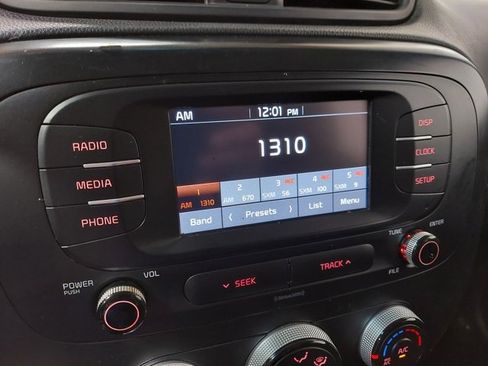 AM 12:01 PM
1310
RADIO
MEDIA
PHONE
DISP
CLOCK
SETUP
1 2 3 4 5
AM 1310 AM 670 SXM 56 SXM 100 SXM 9
Band ⟨ Presets ⟩ List Menu
POWER
PUSH
VOL
∨ SEEK
TRACK ∧
SiriusXM
TUNE
ENTER
FILE
A/C